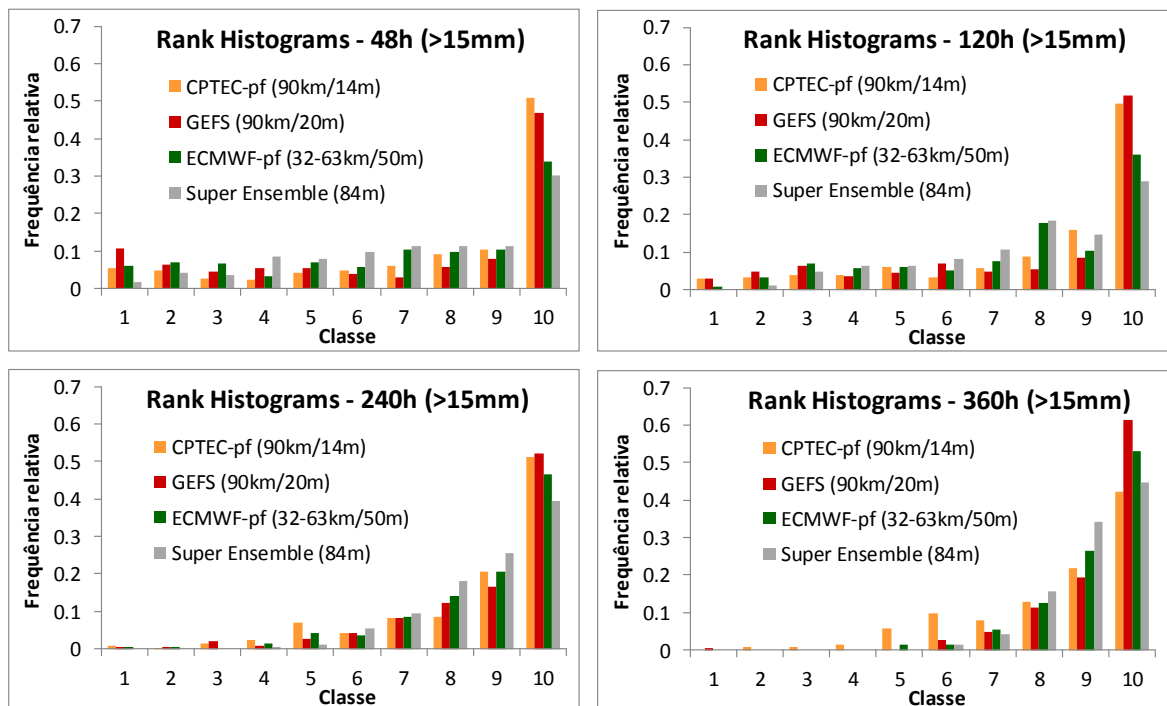 Rank Histograms - 48h (>15mm)
Frequência relativa
0.7
0.6
0.5
0.4
0.3
0.2
0.1
0
CPTEC-pf (90km/14m)
GEFS (90km/20m)
ECMWF-pf (32-63km/50m)
Super Ensemble (84m)
1 2 3 4 5 6 7 8 9 10
Classe
Rank Histograms - 120h (>15mm)
Frequência relativa
0.7
0.6
0.5
0.4
0.3
0.2
0.1
0
CPTEC-pf (90km/14m)
GEFS (90km/20m)
ECMWF-pf (32-63km/50m)
Super Ensemble (84m)
1 2 3 4 5 6 7 8 9 10
Classe
Rank Histograms - 240h (>15mm)
Frequência relativa
0.7
0.6
0.5
0.4
0.3
0.2
0.1
0
CPTEC-pf (90km/14m)
GEFS (90km/20m)
ECMWF-pf (32-63km/50m)
Super Ensemble (84m)
1 2 3 4 5 6 7 8 9 10
Classe
Rank Histograms - 360h (>15mm)
Frequência relativa
0.7
0.6
0.5
0.4
0.3
0.2
0.1
0
CPTEC-pf (90km/14m)
GEFS (90km/20m)
ECMWF-pf (32-63km/50m)
Super Ensemble (84m)
1 2 3 4 5 6 7 8 9 10
Classe